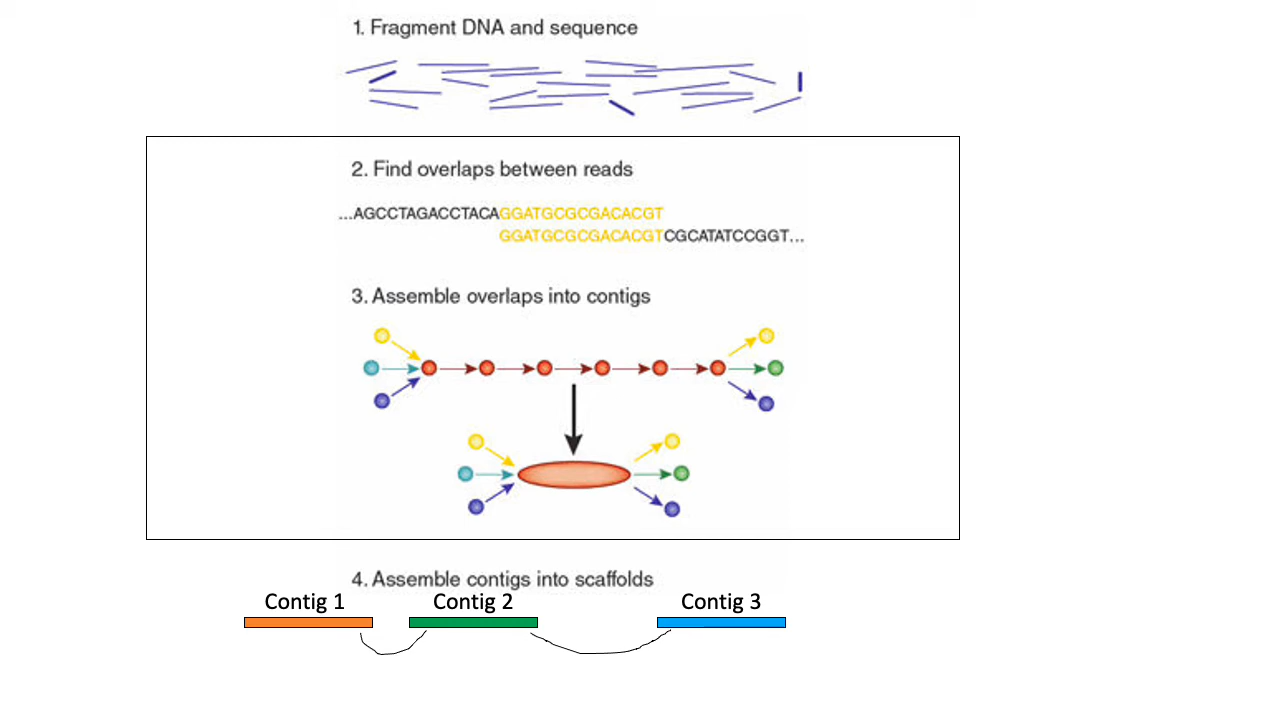 1. Fragment DNA and sequence
2. Find overlaps between reads
...AGCCTAGACCTACAGGATGCGCGACACGT
GGATGCGCGACACGTCGCATATCCGGT...
3. Assemble overlaps into contigs
4. Assemble contigs into scaffolds
Contig 1 Contig 2 Contig 3